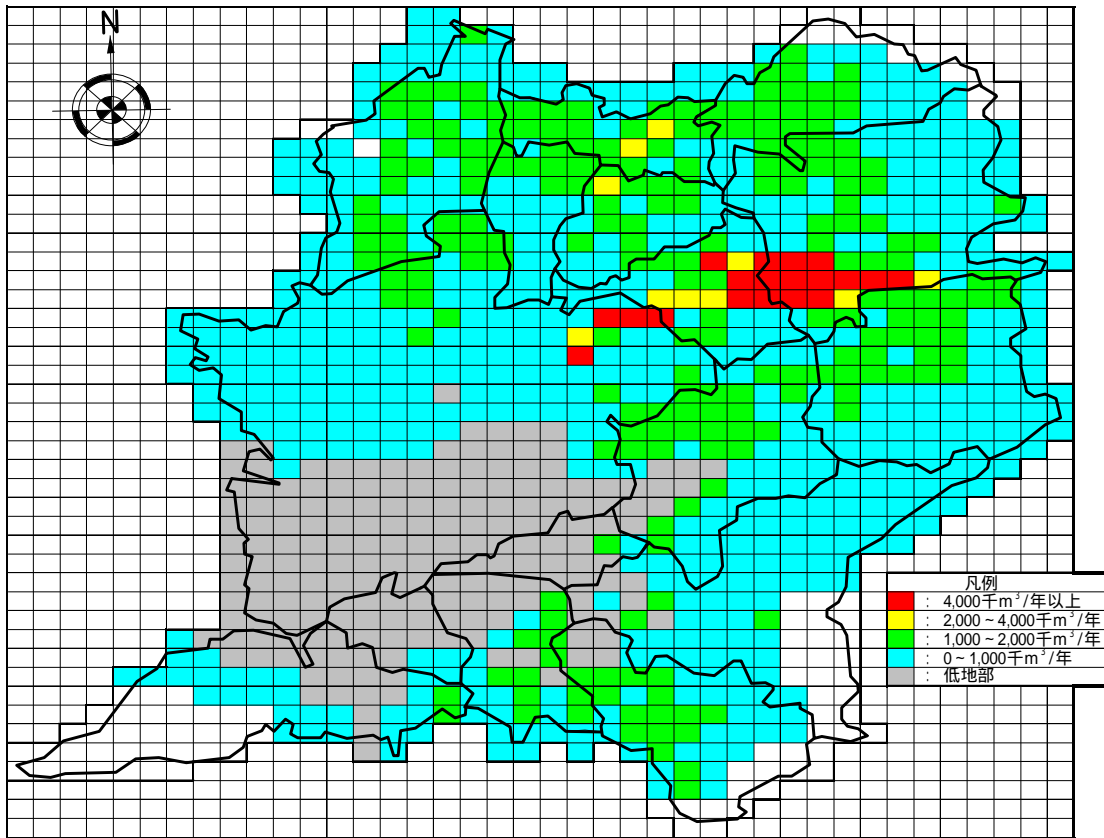 N
凡例
: 4,000千m³/年以上
: 2,000~4,000千m³/年
: 1,000~2,000千m³/年
: 0~1,000千m³/年
: 低地部